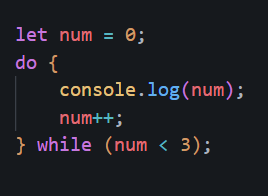 let num = 0;
do {
    console.log(num);
    num++;
} while (num < 3);